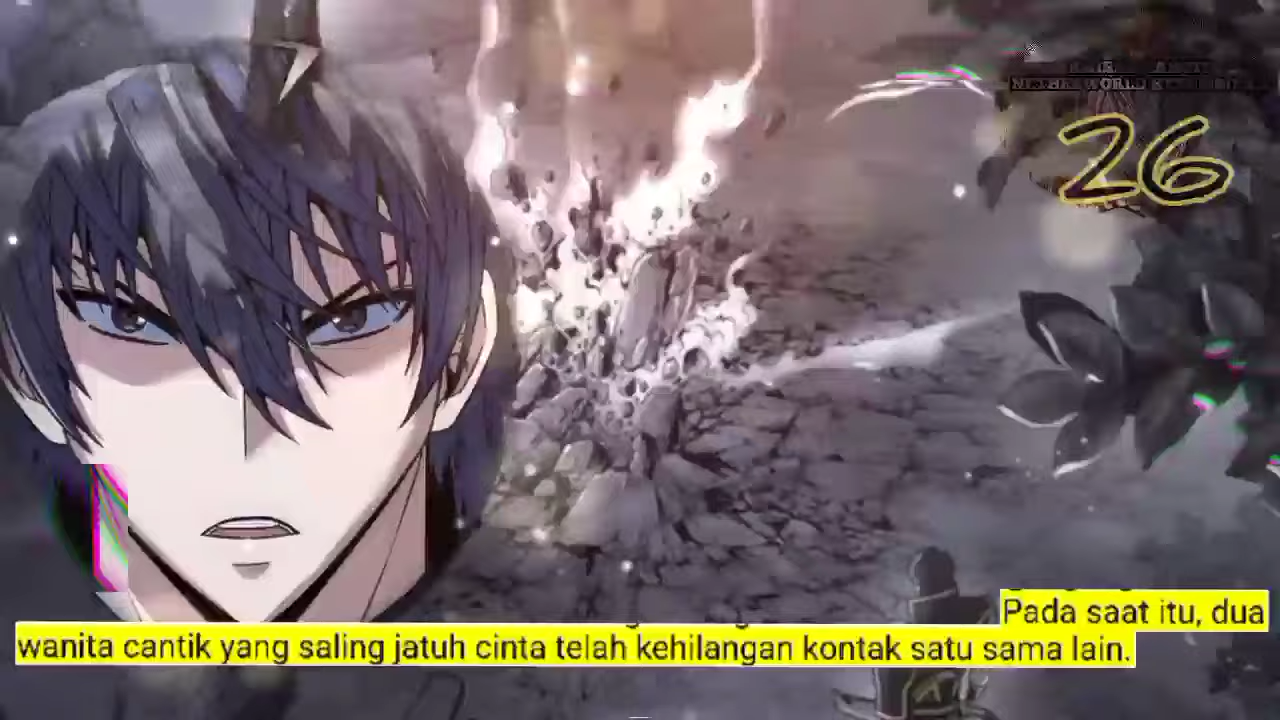 26
Pada saat itu, dua
wanita cantik yang saling jatuh cinta telah kehilangan kontak satu sama lain.